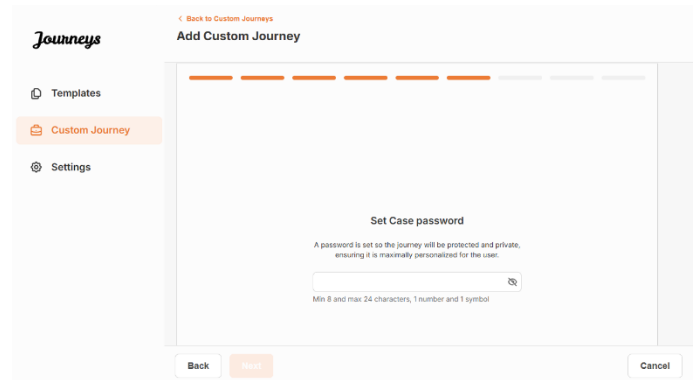 < Back to Custom Journeys
Journeys
Add Custom Journey
Templates
Custom Journey
Settings
Set Case password
A password is set so the journey will be protected and private,
ensuring it is maximally personalized for the user.
Min 8 and max 24 characters, 1 number and 1 symbol
Back
Next
Cancel